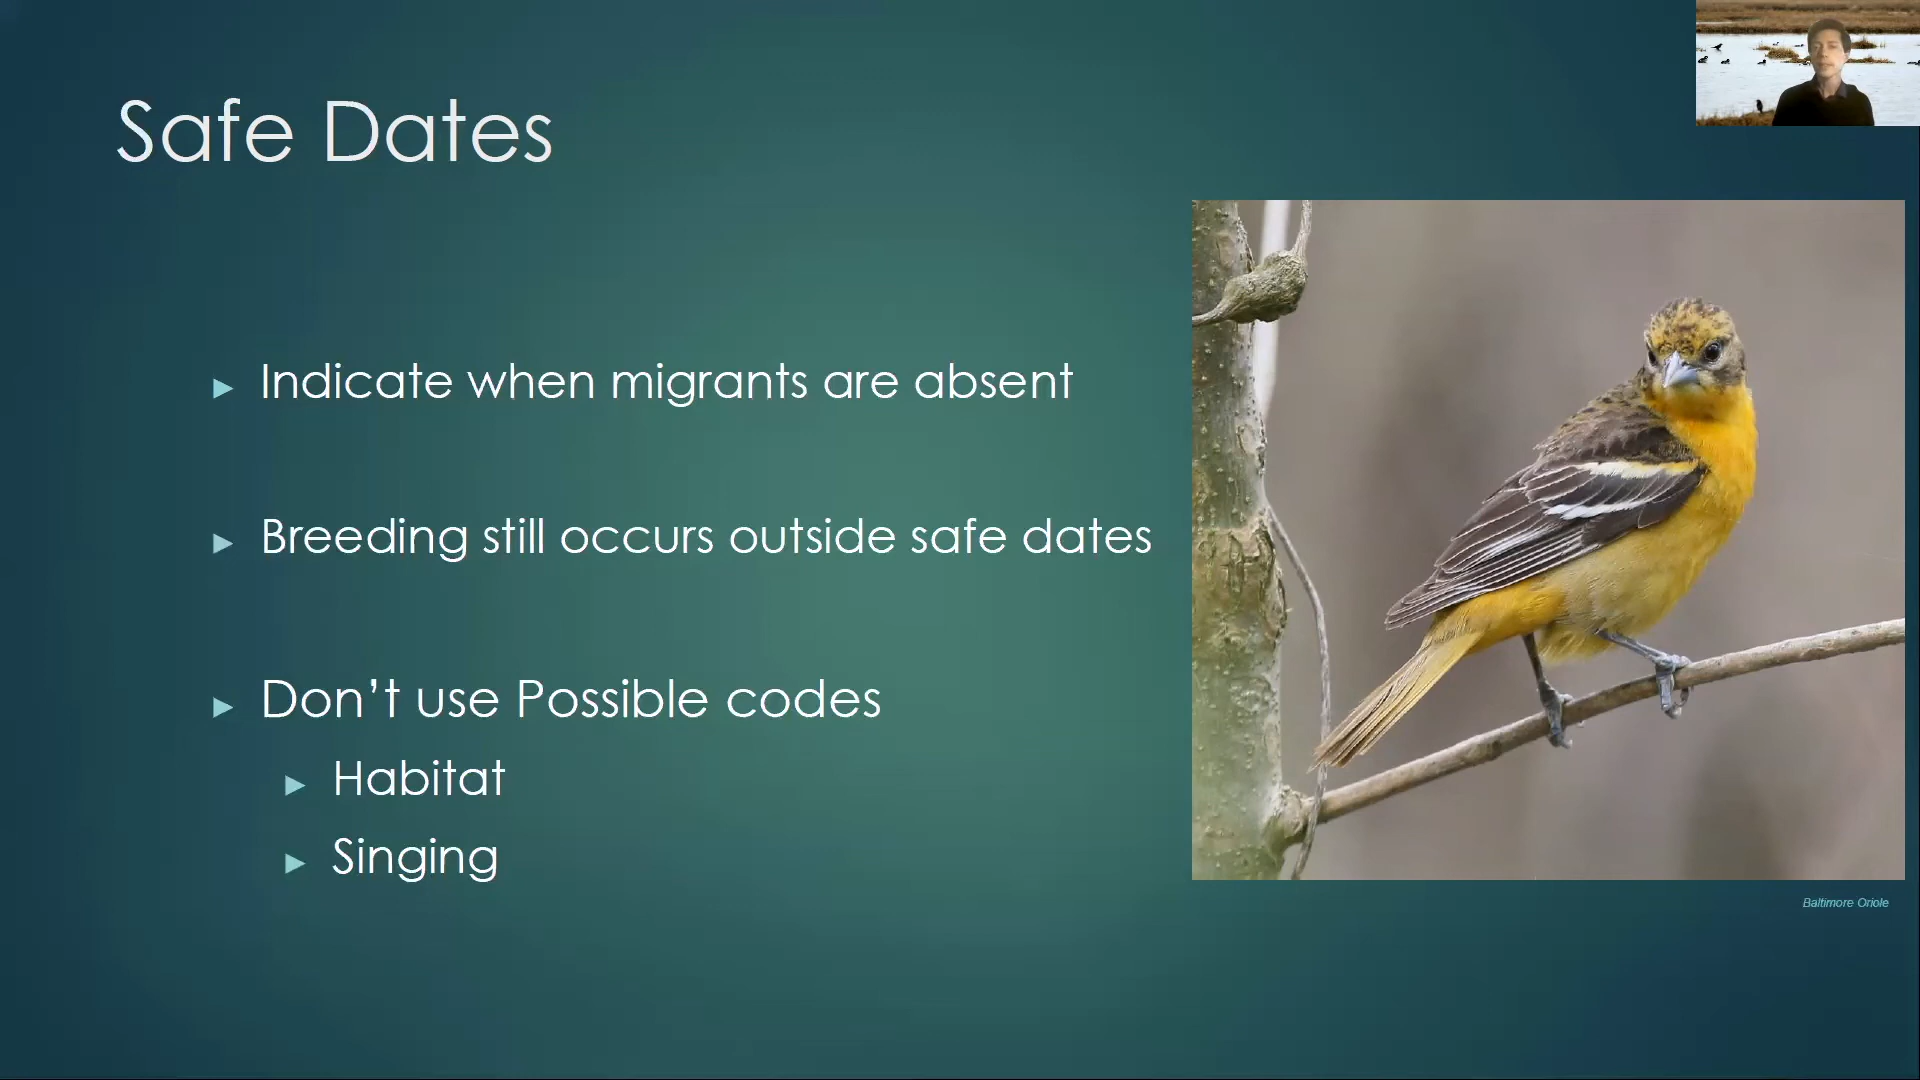 Safe Dates
Indicate when migrants are absent
Breeding still occurs outside safe dates
Don’t use Possible codes
Habitat
Singing
Baltimore Oriole